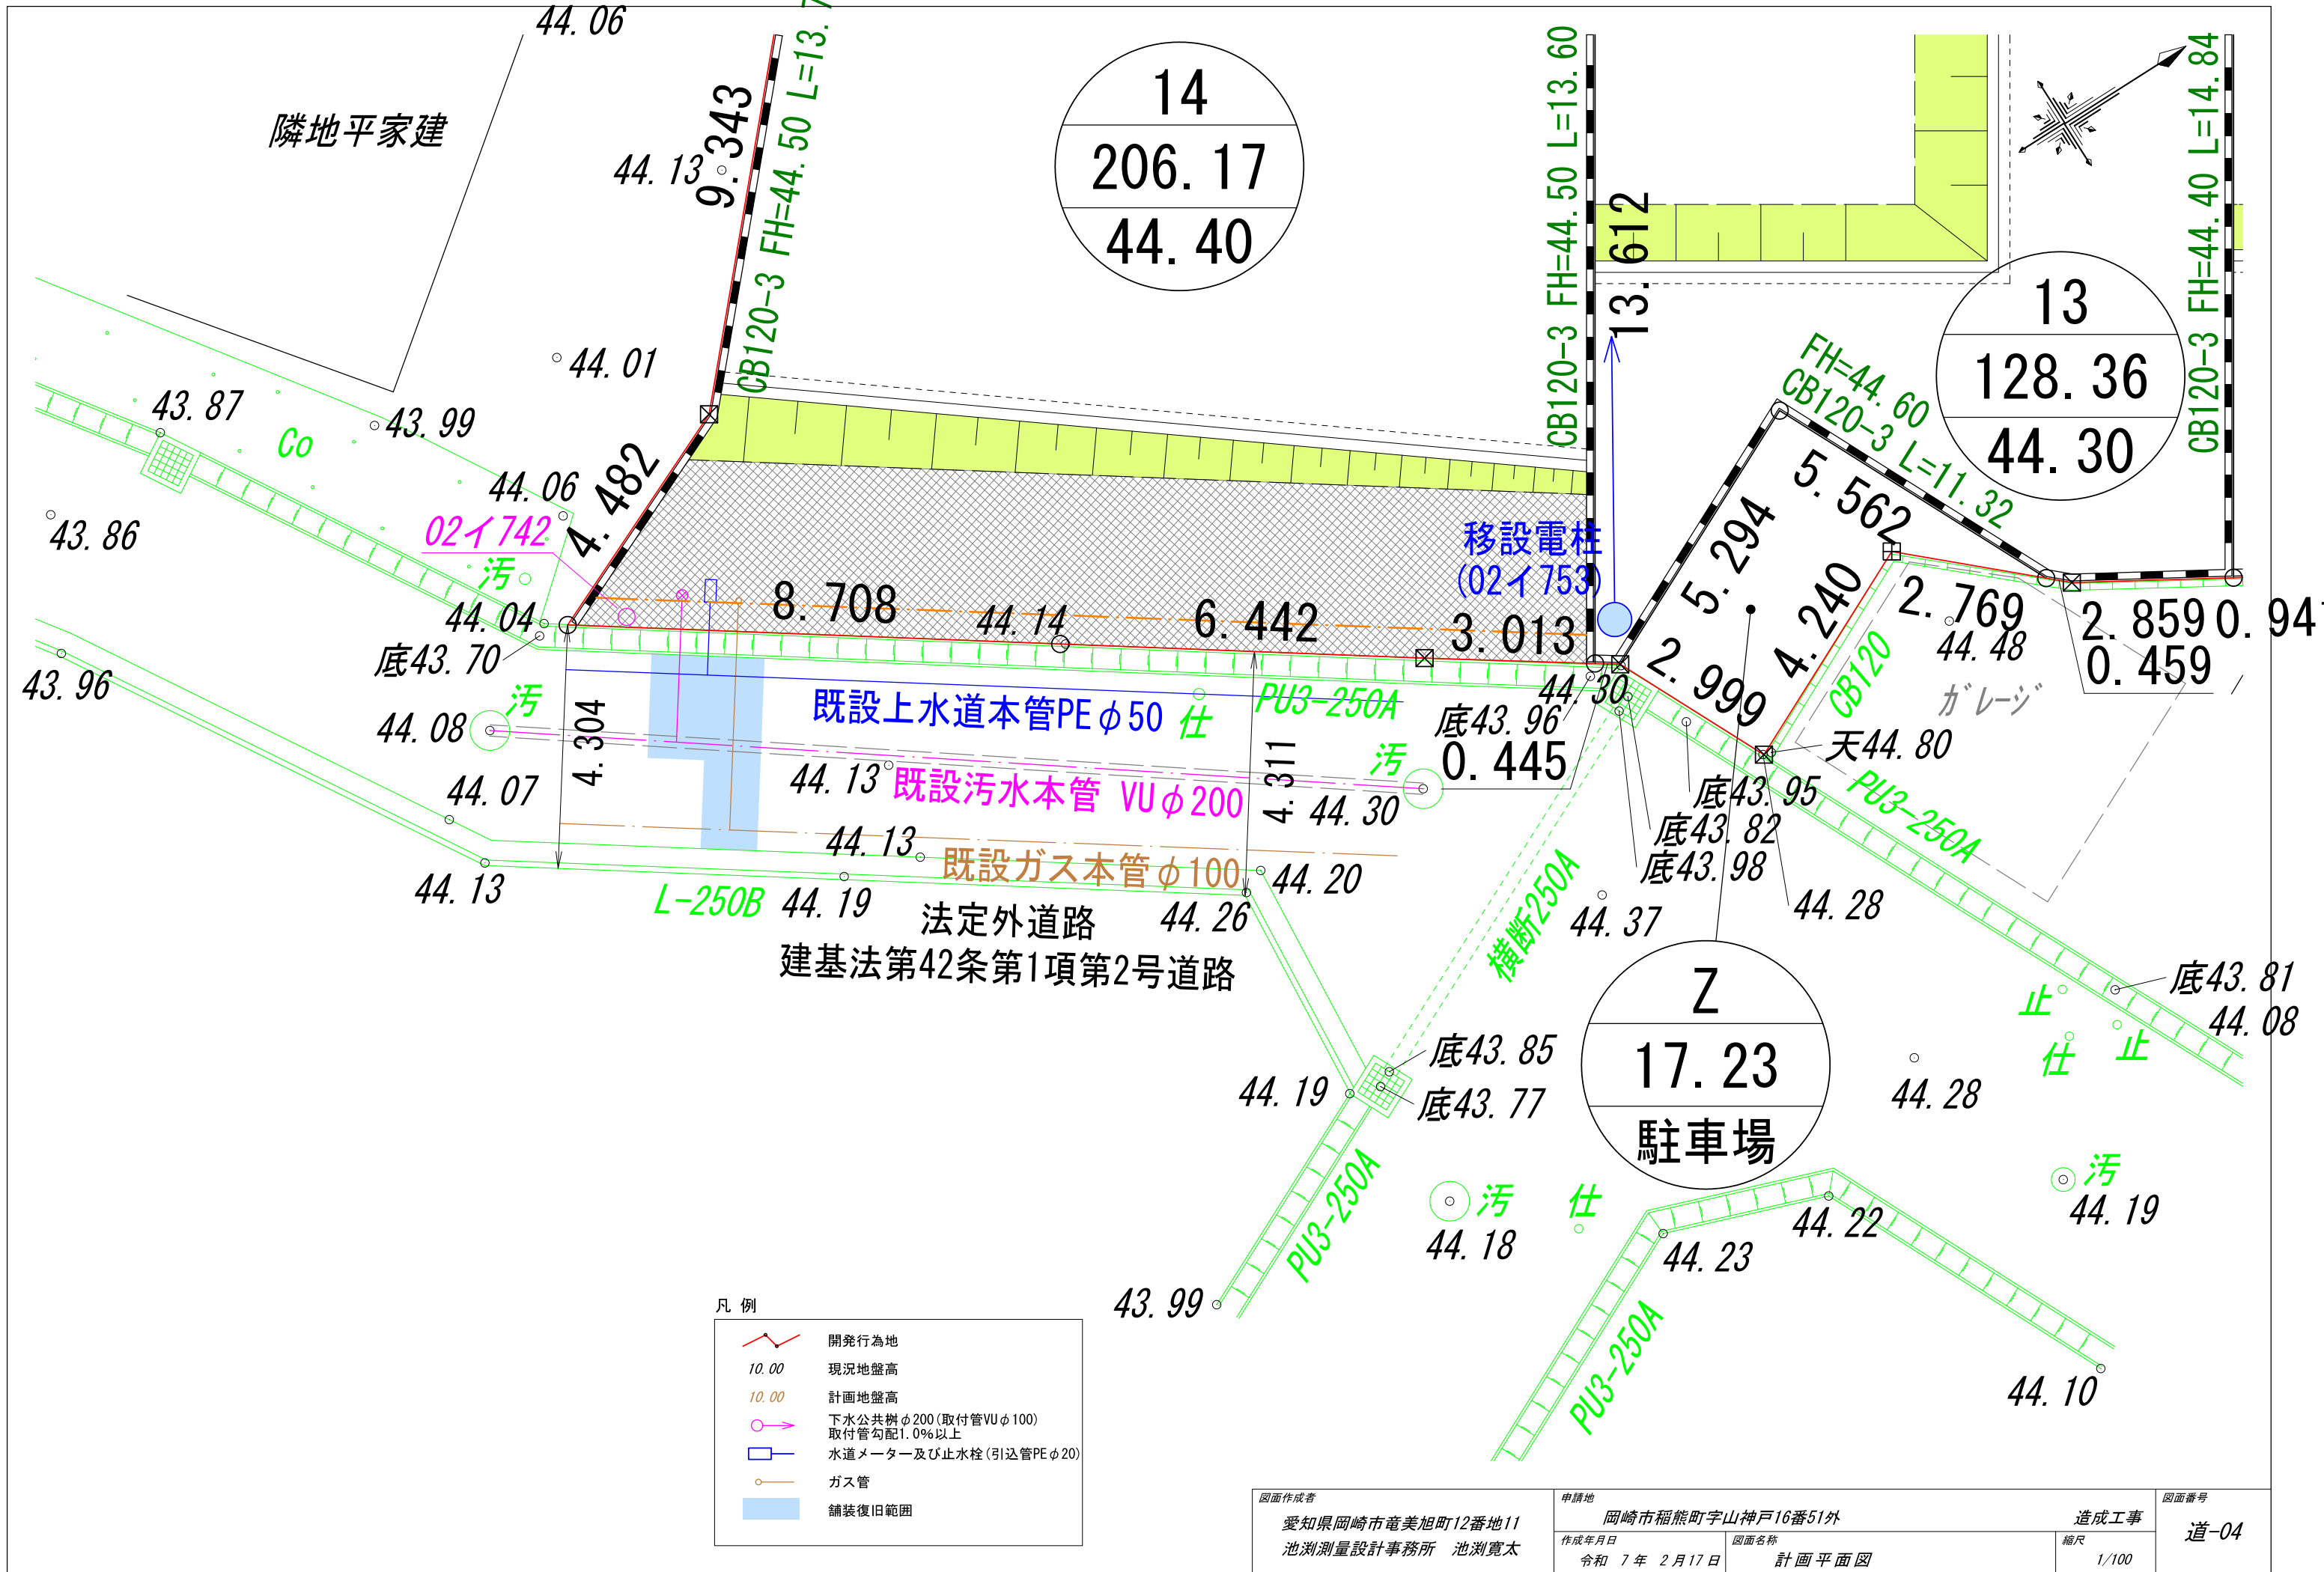 44.06
隣地平家建
44.13
9.343
CB120-3 FH=44.50 L=13.7
14
206.17
44.40
CB120-3 FH=44.50 L=13.60
13.612
13
128.36
44.30
CB120-3 FH=44.40 L=14.84
FH=44.60
CB120-3 L=11.32
44.01
43.87
Co
43.99
44.06
02イ742
4.482
43.86
汚
44.04
底43.70
43.96
8.708
44.14
6.442
3.013
移設電柱
(02イ753)
5.294
5.562
4.240
2.999
2.769
44.48
ガレージ
CB120
2.859
0.941
0.459
汚
44.08
4.304
既設上水道本管PEφ50
仕
PU3-250A
44.30
底43.96
0.445
汚
44.30
4.311
44.13
既設汚水本管 VUφ200
44.07
44.13
既設ガス本管φ100
44.20
44.13
L-250B
44.19
44.26
法定外道路
建基法第42条第1項第2号道路
天44.80
底43.95
底43.82
底43.98
PU3-250A
44.28
44.37
横断250A
Z
17.23
駐車場
底43.81
44.08
止
仕
止
44.28
底43.85
底43.77
44.19
PU3-250A
43.99
汚
44.18
仕
44.23
44.22
汚
44.19
PU3-250A
44.10
凡 例
開発行為地
10.00 現況地盤高
10.00 計画地盤高
下水公共桝φ200(取付管VUφ100)
取付管勾配1.0%以上
水道メーター及び止水栓(引込管PEφ20)
ガス管
舗装復旧範囲
図面作成者
愛知県岡崎市竜美旭町12番地11
池渕測量設計事務所 池渕寛太
申請地
岡崎市稲熊町字山神戸16番51外 造成工事
作成年月日
令和 7年 2月17日
図面名称
計画平面図
縮尺
1/100
図面番号
道-04